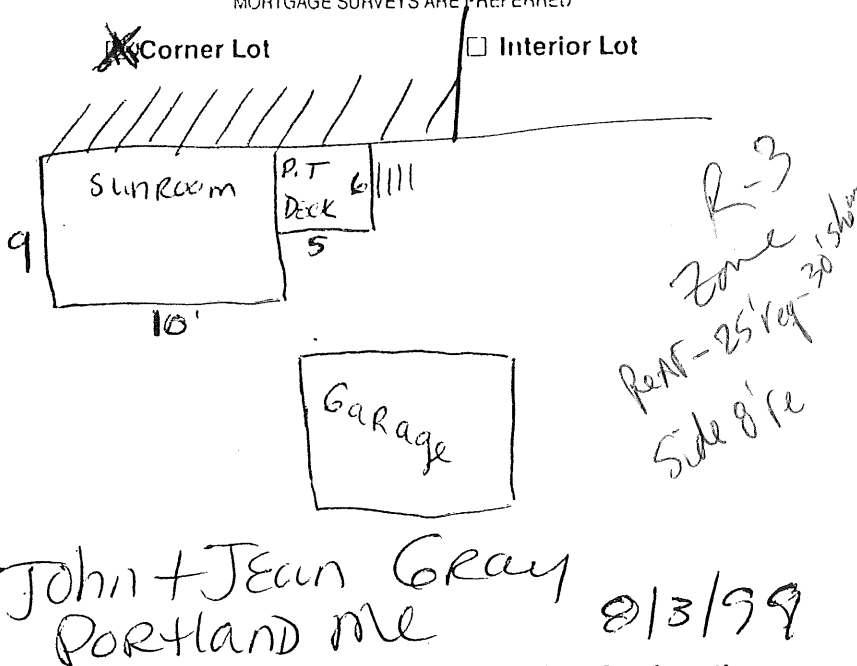 MORTGAGE SURVEYS ARE PREFERRED
Corner Lot
Interior Lot
SunRoom
P.T
DECK
6
9
5
10'
R-3
Zone
Rear - 25' req - 30' show
Side 8' re
GaRage
John + Jean GRay
PORtlanD Me
8/3/99